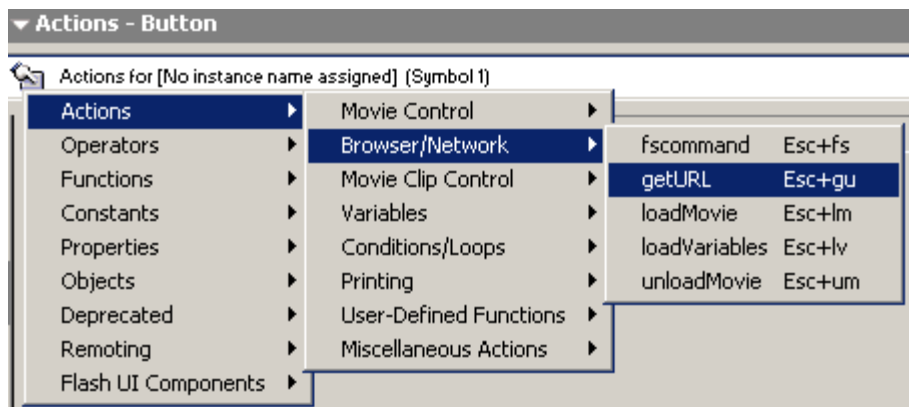 Actions - Button
Actions for [No instance name assigned] (Symbol 1)
Actions
Operators
Functions
Constants
Properties
Objects
Deprecated
Remoting
Flash UI Components
Movie Control
Browser/Network
Movie Clip Control
Variables
Conditions/Loops
Printing
User-Defined Functions
Miscellaneous Actions
fscommand Esc+fs
getURL Esc+gu
loadMovie Esc+lm
loadVariables Esc+lv
unloadMovie Esc+um